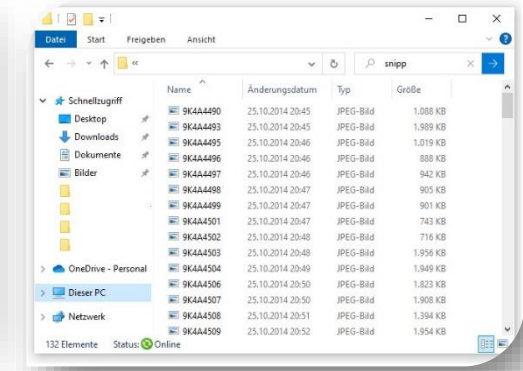 Datei Start Freigeben Ansicht
« snipp
Name Änderungsdatum Typ Größe
Schnellzugriff
Desktop
Downloads
Dokumente
Bilder
OneDrive - Personal
Dieser PC
Netzwerk
9K4A4490 25.10.2014 20:45 JPEG-Bild 1.088 KB
9K4A4493 25.10.2014 20:45 JPEG-Bild 1.989 KB
9K4A4495 25.10.2014 20:46 JPEG-Bild 1.019 KB
9K4A4496 25.10.2014 20:46 JPEG-Bild 888 KB
9K4A4497 25.10.2014 20:46 JPEG-Bild 942 KB
9K4A4498 25.10.2014 20:47 JPEG-Bild 905 KB
9K4A4499 25.10.2014 20:47 JPEG-Bild 901 KB
9K4A4501 25.10.2014 20:47 JPEG-Bild 743 KB
9K4A4502 25.10.2014 20:48 JPEG-Bild 716 KB
9K4A4503 25.10.2014 20:48 JPEG-Bild 1.956 KB
9K4A4504 25.10.2014 20:49 JPEG-Bild 1.949 KB
9K4A4506 25.10.2014 20:50 JPEG-Bild 1.823 KB
9K4A4507 25.10.2014 20:50 JPEG-Bild 1.908 KB
9K4A4508 25.10.2014 20:51 JPEG-Bild 1.394 KB
9K4A4509 25.10.2014 20:52 JPEG-Bild 1.954 KB
132 Elemente Status: Online